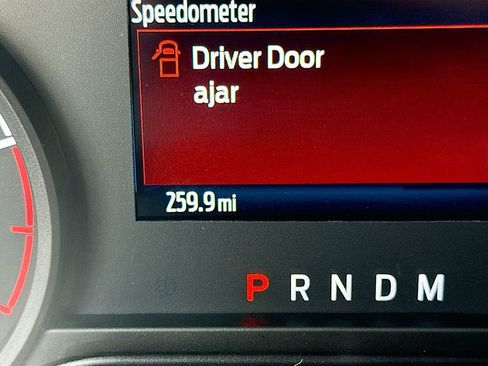 Speedometer
Driver Door
ajar
259.9 mi
P R N D M